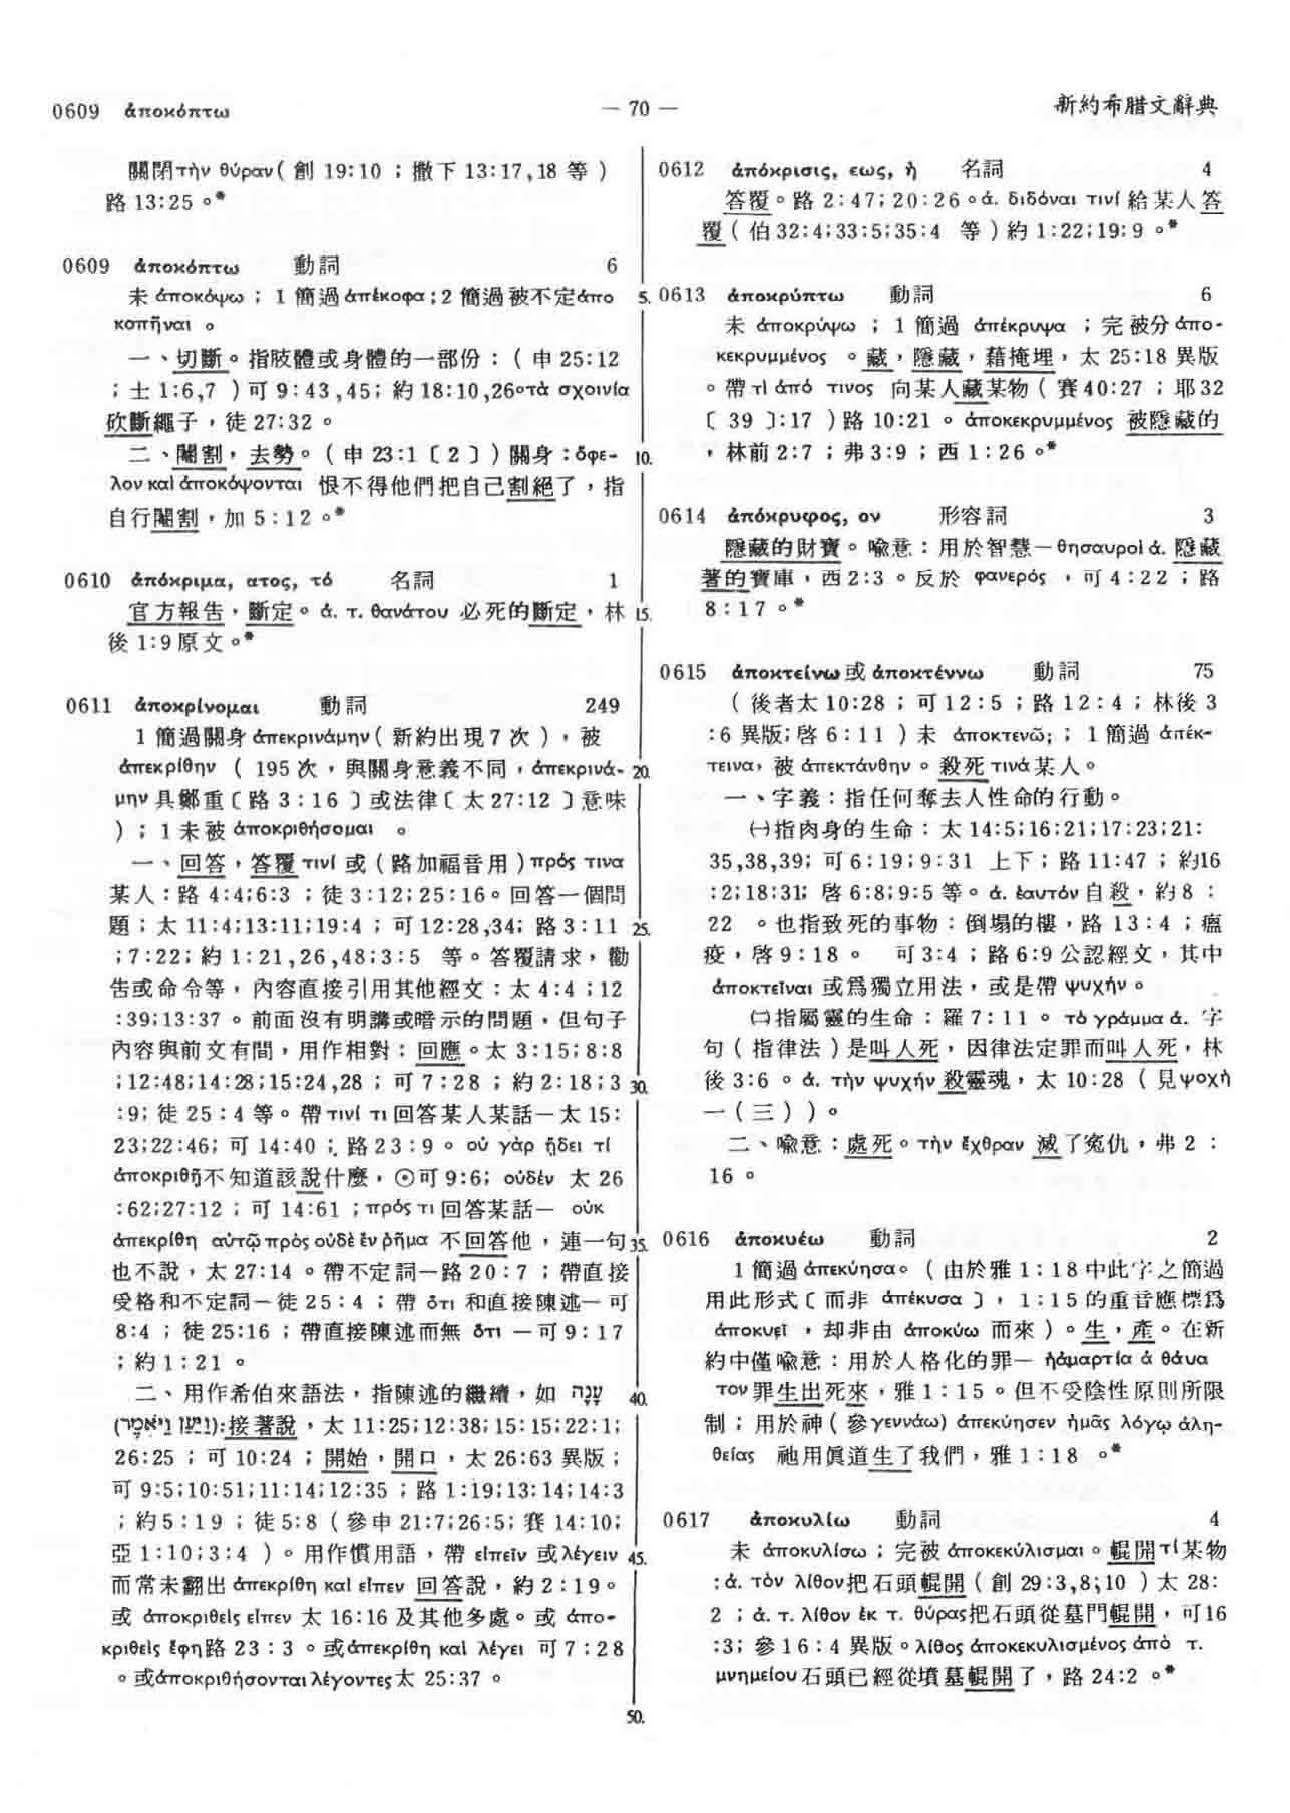 0609 ἀποκόπτω
— 70 —
新約希腊文辭典
關閉τὴν θύραν( 創 19:10 ; 撒下 13:17,18 等 )
路 13:25 。*
0609 ἀποκόπτω 動詞 6
未 ἀποκόψω ; 1 簡過 ἀπέκοψα ; 2 簡過被不定ἀπο
κοπῆναι 。
一、切斷。指肢體或身體的一部份 : ( 申 25:12
; 士 1:6,7 ) 可 9:43,45; 約 18:10,26。τὰ σχοινία
砍斷繩子,徒 27:32 。
二、閹割,去勢。( 申 23:1〔 2 〕) 關身 : ὄφε-
λον καὶ ἀποκόψονται 恨不得他們把自己割絕了,指
自行閹割,加 5:12 。*
0610 ἀπόκριμα, ατος, τό 名詞 1
官方報告,斷定。ἀ. τ. θανάτου 必死的斷定,林
後 1:9 原文。*
0611 ἀποκρίνομαι 動詞 249
1 簡過關身 ἀπεκρινάμην ( 新約出現 7 次 ),被
ἀπεκρίθην ( 195 次,與關身意義不同,ἀπεκρινά-
μην 具鄭重〔 路 3:16 〕或法律〔 太 27:12 〕意味
) ; 1 未被 ἀποκριθήσομαι 。
一、回答,答覆 τινί 或 ( 路加福音用 ) πρός τινα
某人 : 路 4:4;6:3 ; 徒 3:12;25:16。回答一個問
題 ; 太 11:4;13:11;19:4 ; 可 12:28,34; 路 3:11
;7:22; 約 1:21,26,48;3:5 等。答覆請求,勸
告或命令等,內容直接引用其他經文 : 太 4:4 ;12
:39;13:37 。前面沒有明講或暗示的問題,但句子
內容與前文有間,用作相對 : 回應。太 3:15;8:8
;12:48;14:28;15:24,28 ; 可 7:28 ; 約 2:18;3
:9; 徒 25:4 等。帶 τινί τι 回答某人某話—太 15:
23;22:46; 可 14:40 ; 路 23:9 。οὐ γὰρ ᾔδει τί
ἀποκριθῇ 不知道該說什麼,⊙可 9:6; οὐδέν 太 26
:62;27:12 ; 可 14:61 ; πρός τι 回答某話— οὐκ
ἀπεκρίθη αὐτῷ πρὸς οὐδὲ ἓν ῥῆμα 不回答他,連一句
也不說,太 27:14 。帶不定詞—路 20:7 ; 帶直接
受格和不定詞—徒 25:4 ; 帶 ὅτι 和直接陳述—可
8:4 ; 徒 25:16 ; 帶直接陳述而無 ὅτι —可 9:17
; 約 1:21 。
二、用作希伯來語法,指陳述的繼續,如 עָנָה
(וַיַּעַן וַיֹּאמֶר):接著說,太 11:25;12:38;15:15;22:1;
26:25 ; 可 10:24 ; 開始,開口,太 26:63 異版 ;
可 9:5;10:51;11:14;12:35 ; 路 1:19;13:14;14:3
; 約 5:19 ; 徒 5:8 ( 參申 21:7;26:5; 賽 14:10;
亞 1:10;3:4 )。用作慣用語,帶 εἰπεῖν 或 λέγειν
而常未翻出 ἀπεκρίθη καὶ εἶπεν 回答說,約 2:19。
或 ἀποκριθεὶς εἶπεν 太 16:16 及其他多處。或 ἀπο-
κριθεὶς ἔφη 路 23:3 。或ἀπεκρίθη καὶ λέγει 可 7:28
。或ἀποκριθήσονται λέγοντες 太 25:37 。
5.
10.
15.
20.
25.
30.
35.
40.
45.
50.
0612 ἀπόκρισις, εως, ἡ 名詞 4
答覆。路 2:47; 20:26 。ἀ. διδόναι τινί 給某人答
覆 ( 伯 32:4;33:5;35:4 等 ) 約 1:22;19:9 。*
0613 ἀποκρύπτω 動詞 6
未 ἀποκρύψω ; 1 簡過 ἀπέκρυψα ; 完被分 ἀπο-
κεκρυμμένος 。藏,隱藏,藉掩埋,太 25:18 異版
。帶 τὶ ἀπό τινος 向某人藏某物 ( 賽 40:27 ; 耶 32
〔 39 〕:17 ) 路 10:21 。ἀποκεκρυμμένος 被隱藏的
,林前 2:7 ; 弗 3:9 ; 西 1:26 。*
0614 ἀπόκρυφος, ον 形容詞 3
隱藏的財寶。喩意 : 用於智慧—θησαυροὶ ἀ. 隱藏
著的寶庫,西 2:3 。反於 φανερός ,可 4:22 ; 路
8:17 。*
0615 ἀποκτείνω 或 ἀποκτέννω 動詞 75
( 後者太 10:28 ; 可 12:5 ; 路 12:4 ; 林後 3
:6 異版; 啓 6:11 ) 未 ἀποκτενῶ; ; 1 簡過 ἀπέκ-
τεινα, 被 ἀπεκτάνθην 。殺死 τινά 某人。
一、字義 : 指任何奪去人性命的行動。
㈠指肉身的生命 : 太 14:5;16:21;17:23;21:
35,38,39; 可 6:19;9:31 上下 ; 路 11:47 ; 約16
:2;18:31; 啓 6:8;9:5 等。ἀ. ἑαυτόν 自殺,約 8 :
22 。也指致死的事物 : 倒塌的樓,路 13:4 ; 瘟
疫,啓 9:18 。 可 3:4 ; 路 6:9 公認經文,其中
ἀποκτεῖναι 或爲獨立用法,或是帶 ψυχήν 。
㈡指屬靈的生命 : 羅 7:11 。τὸ γράμμα ἀ. 字
句 ( 指律法 ) 是叫人死,因律法定罪而叫人死,林
後 3:6 。ἀ. τὴν ψυχήν 殺靈魂,太 10:28 ( 見 ψοχὴ
一 ( 三 ) )。
二、喩意 : 處死。τὴν ἔχθραν 滅了寃仇,弗 2 :
16 。
0616 ἀποκυέω 動詞 2
1 簡過 ἀπεκύησα。( 由於雅 1:18 中此字之簡過
用此形式〔 而非 ἀπέκυσα 〕, 1:15 的重音應標爲
ἀποκυεῖ ,却非由 ἀποκύω 而來 )。生,產。在新
約中僅喩意 : 用於人格化的罪— ἡἁμαρτία ἀ θάνα
τον 罪生出死來,雅 1:15 。但不受陰性原則所限
制 ; 用於神 ( 參 γεννάω) ἀπεκύησεν ἡμᾶς λόγῳ ἀλη-
θείας 祂用眞道生了我們,雅 1:18 。*
0617 ἀποκυλίω 動詞 4
未 ἀποκυλίσω ; 完被 ἀποκεκύλισμαι 。輥開 τί 某物
: ἀ. τὸν λίθον 把石頭輥開 ( 創 29:3,8;10 ) 太 28:
2 ; ἀ. τ. λίθον ἐκ τ. θύρας 把石頭從墓門輥開,可16
:3; 參 16:4 異版。λίθος ἀποκεκυλισμένος ἀπὸ τ.
μνημείου 石頭已經從墳墓輥開了,路 24:2 。*